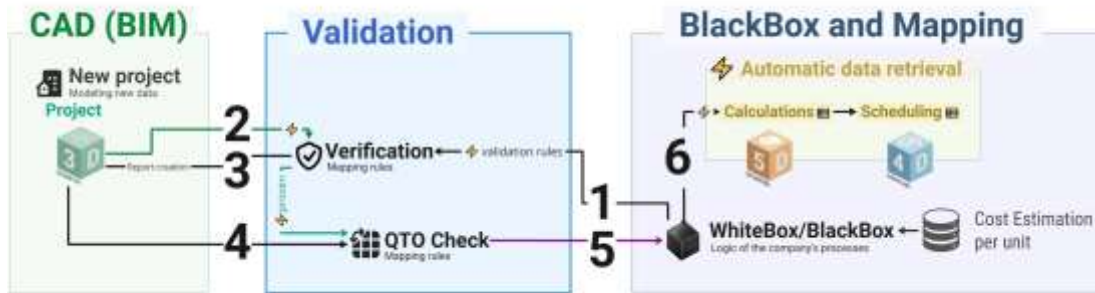 CAD (BIM)
New project
Modeling new data
Project
3D
Validation
2
3
Report creation
4
Verification
Mapping rules
validation rules
proven
QTO Check
Mapping rules
1
5
BlackBox and Mapping
Automatic data retrieval
Calculations
Scheduling
5D
4D
6
WhiteBox/BlackBox
Logic of the company's processes
Cost Estimation
per unit